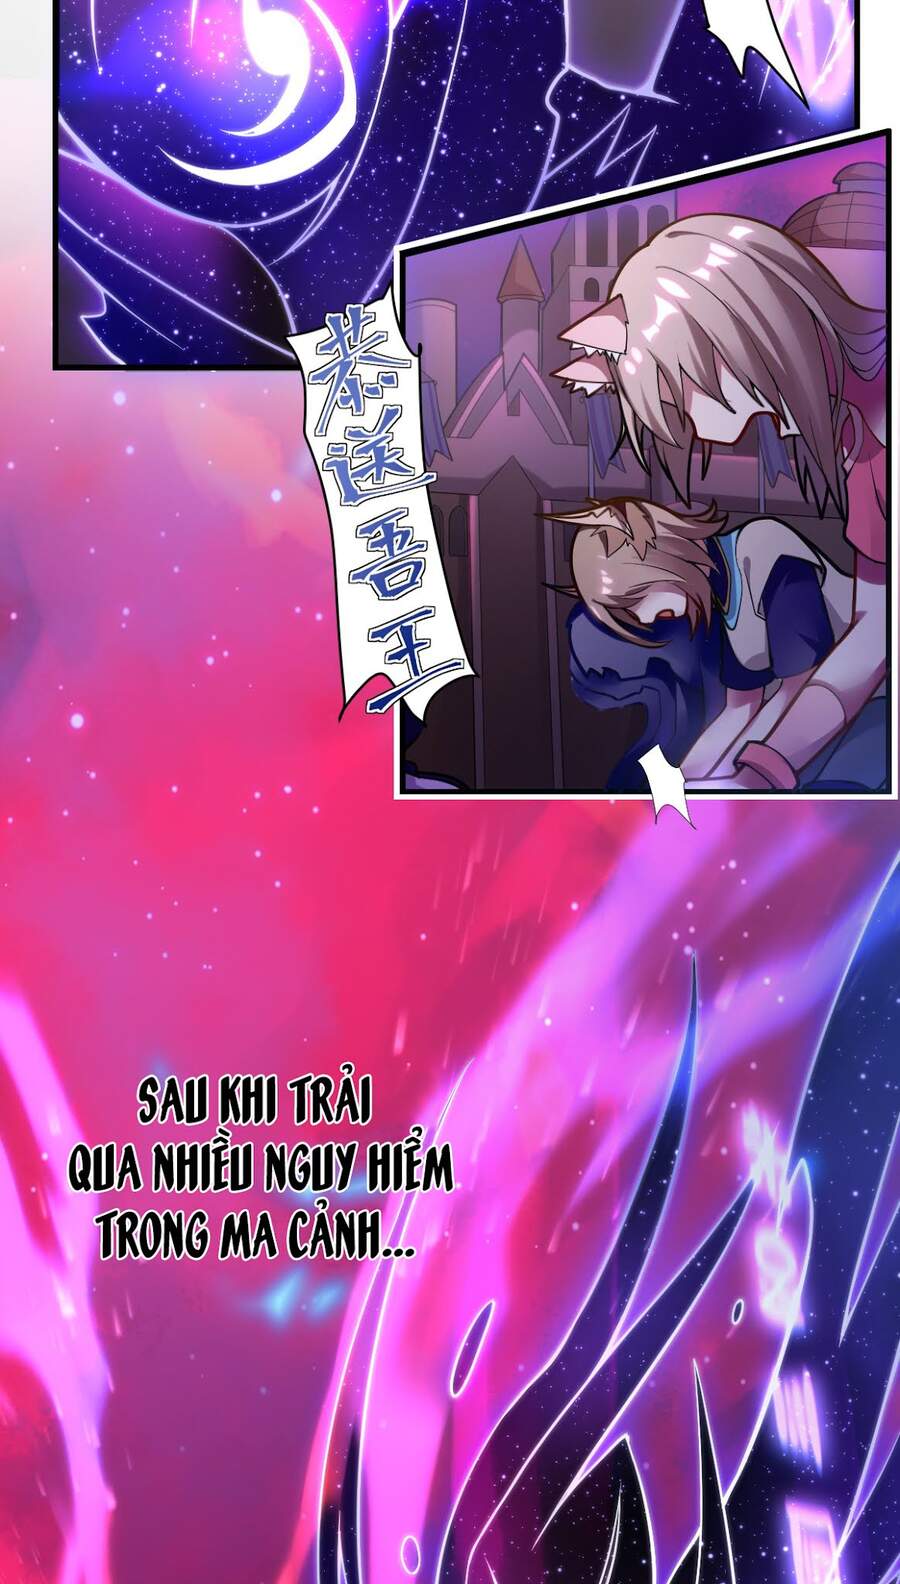 恭送吾王
SAU KHI TRẢI
QUA NHIỀU NGUY HIỂM
TRONG MA CẢNH...